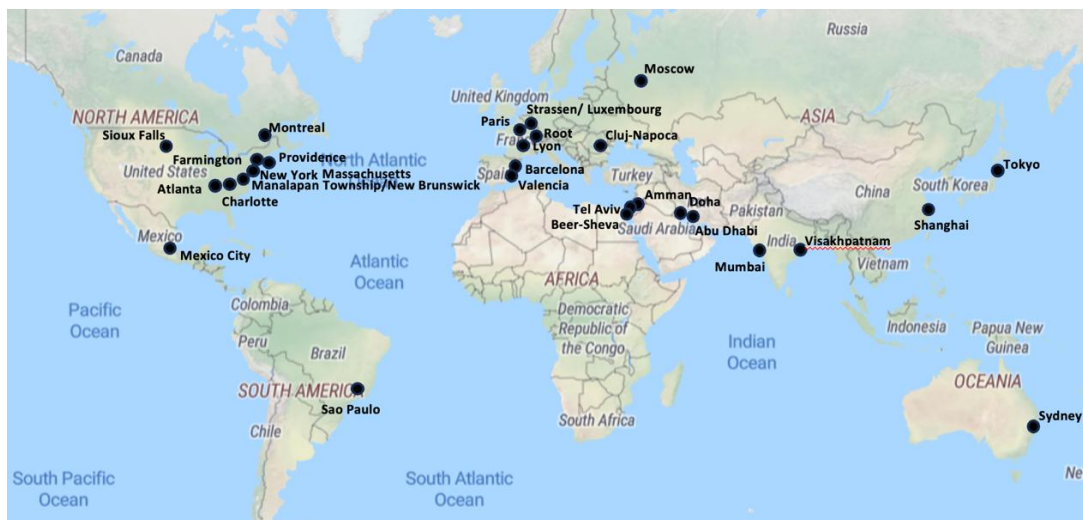 Russia
Canada
Moscow
United Kingdom
Strassen/ Luxembourg
NORTH AMERICA
ASIA
Paris
Root
Sioux Falls
Montreal
Fra
Lyon
Cluj-Napoca
Farmington
Providence
North Atlantic
Massachusetts
United States
New York
Spai
Barcelona
Turkey
Tokyo
Atlanta
Manalapan Township/New Brunswick
Valencia
South Korea
China
Charlotte
Amman
Doha
Pakistan
Tel Aviv
Beer-Sheva
Saudi Arabia
Abu Dhabi
Shanghai
Mexico
India
Visakhpatnam
Mexico City
Mumbai
Vietnam
Atlantic
Ocean
AFRICA
Pacific
Ocean
Colombia
Democratic
Republic of
the Congo
Indonesia
Papua New
Guinea
Peru
Brazil
Indian
Ocean
SOUTH AMERICA
OCEANIA
Sao Paulo
Sydney
Chile
South Africa
South Pacific
Ocean
South Atlantic
Ocean
Ne